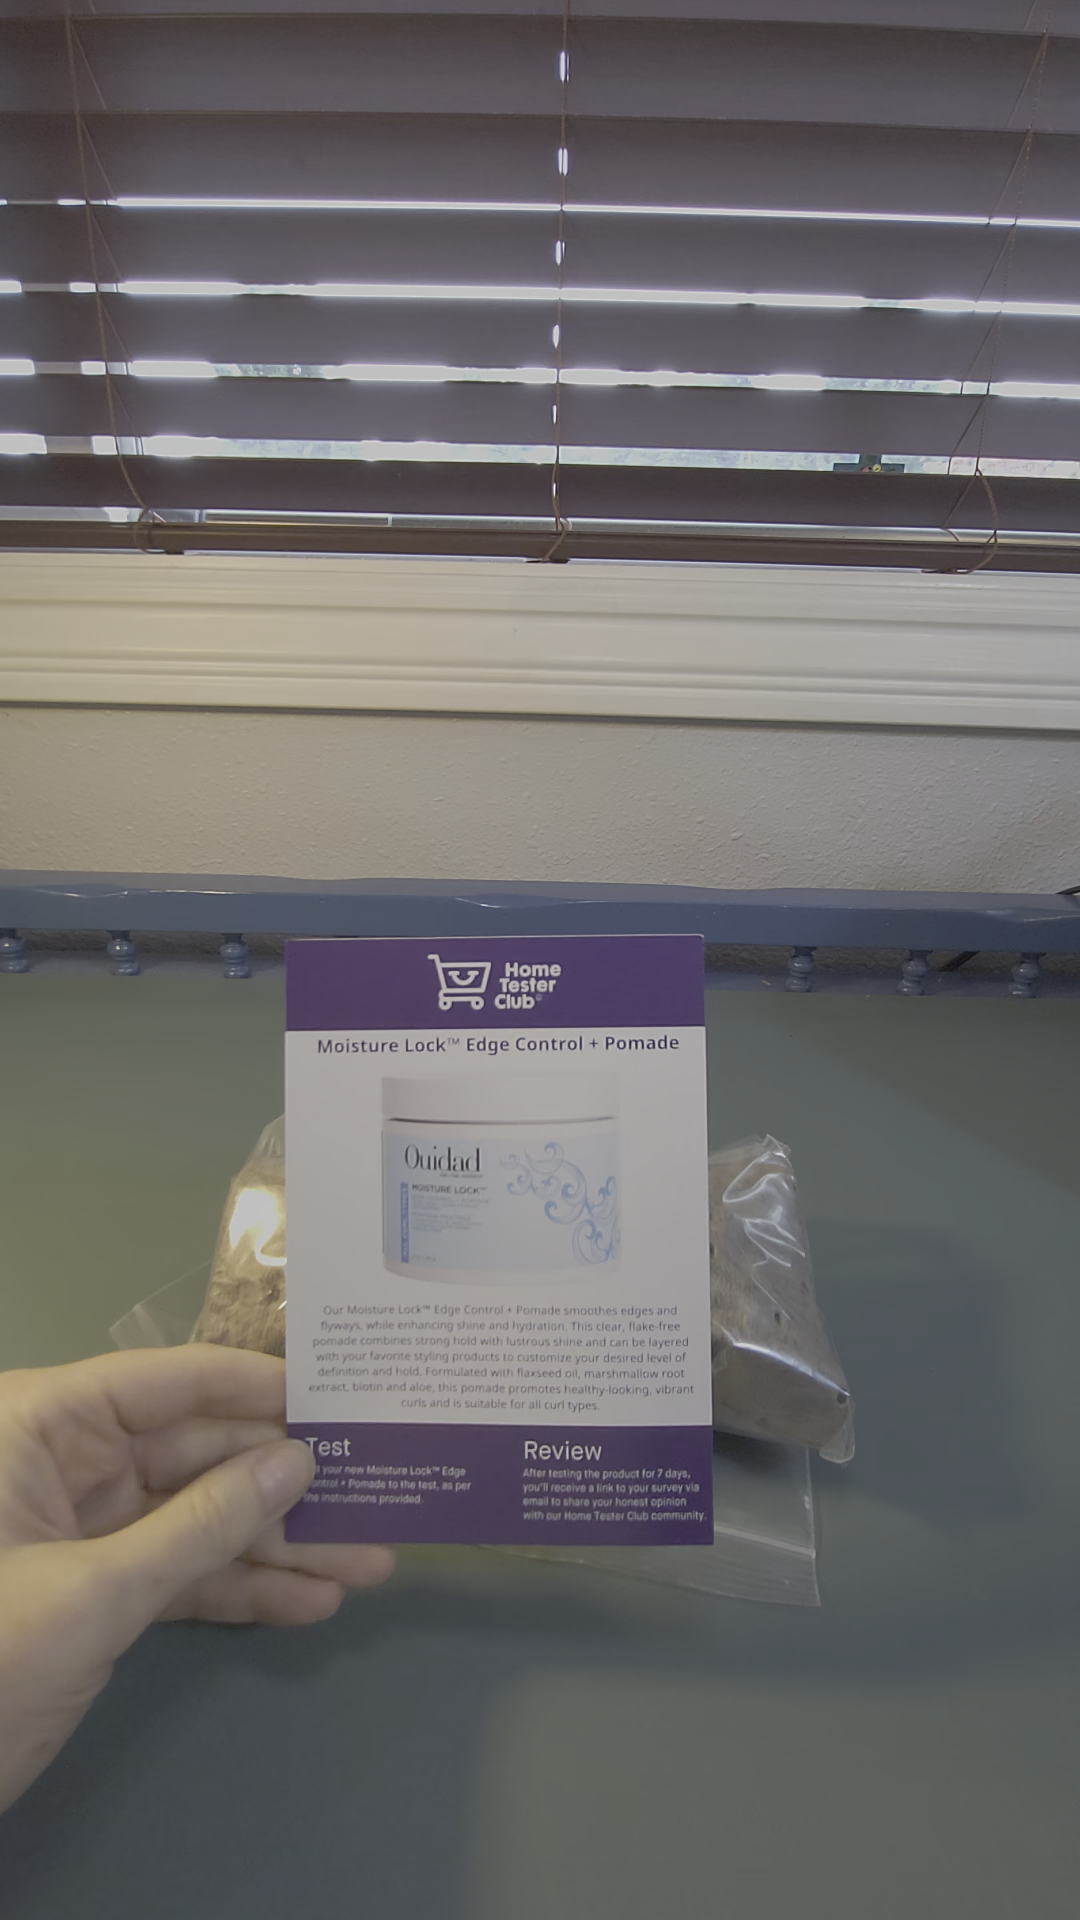 Home
Tester
Club
Moisture Lock™ Edge Control + Pomade
Ouidad
MOISTURE LOCK™
Our Moisture Lock™ Edge Control + Pomade smoothes edges and
flyways, while enhancing shine and hydration. This clear, flake-free
pomade combines strong hold with lustrous shine and can be layered
with your favorite styling products to customize your desired level of
definition and hold. Formulated with flaxseed oil, marshmallow root
extract, biotin and aloe, this pomade promotes healthy-looking, vibrant
curls and is suitable for all curl types.
Test
your new Moisture Lock™ Edge
+ Pomade to the test, as per
instructions provided.
Review
After testing the product for 7 days,
you'll receive a link to your survey via
email to share your honest opinion
with our Home Tester Club community.